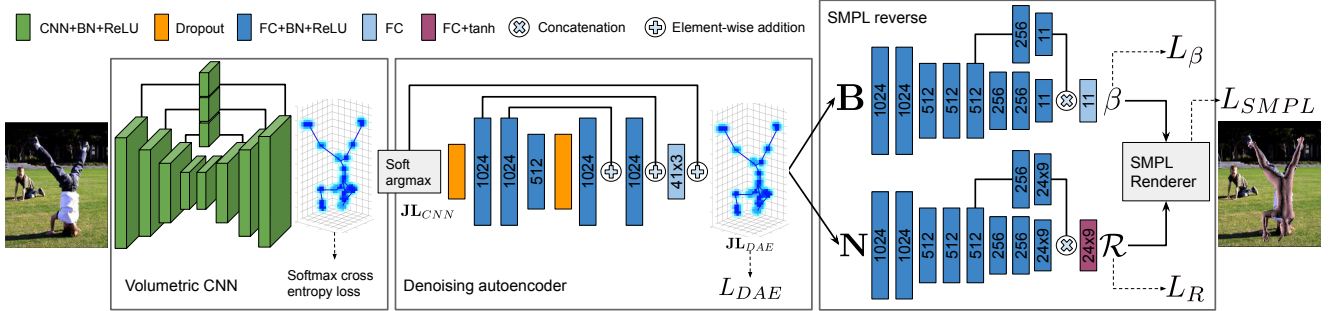 CNN+BN+ReLU Dropout FC+BN+ReLU FC FC+tanh Concatenation Element-wise addition
Volumetric CNN
Softmax cross
entropy loss
Soft
argmax
JL_CNN
1024
1024
512
1024
1024
41x3
JL_DAE
L_DAE
Denoising autoencoder
SMPL reverse
B
1024
1024
512
512
512
256
256
11
256
11
11
β
L_β
N
1024
1024
512
512
512
256
256
24x9
256
24x9
24x9
R
L_R
SMPL
Renderer
L_SMPL